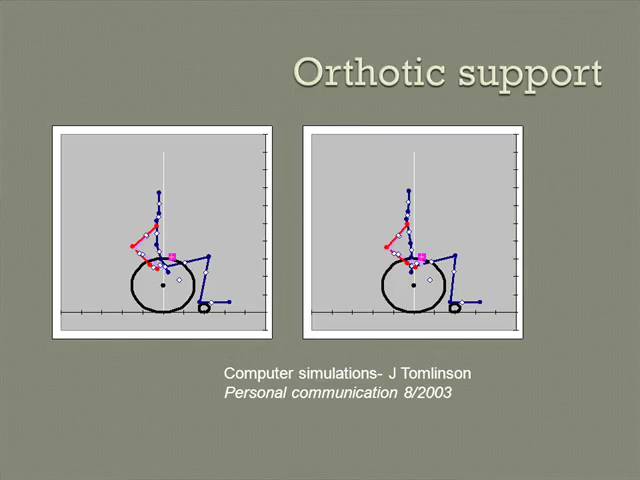 Orthotic support
Computer simulations- J Tomlinson
Personal communication 8/2003